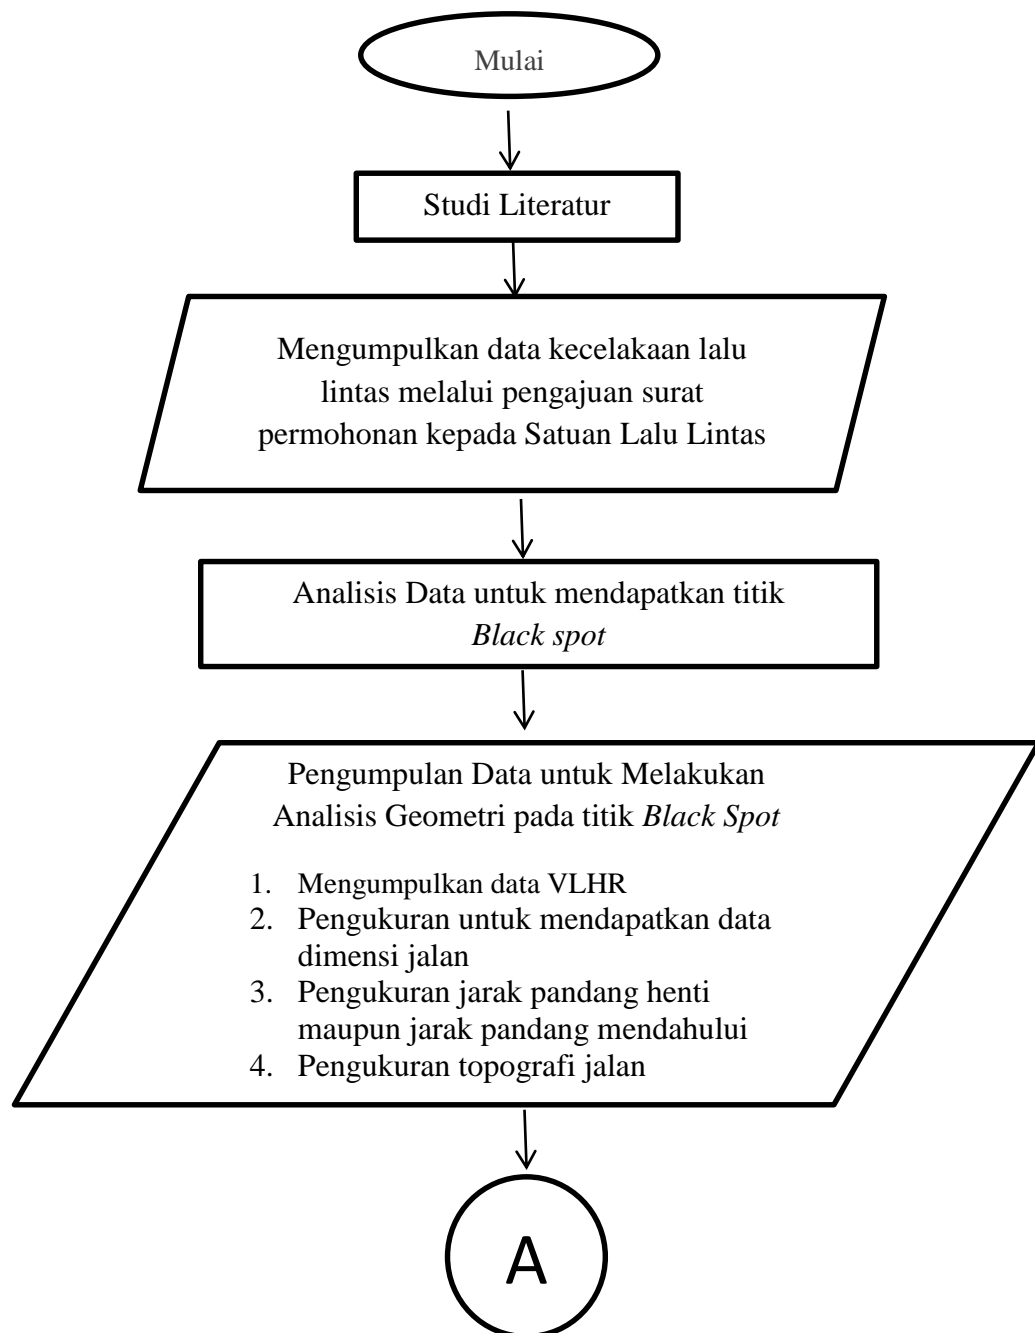 Mulai
Studi Literatur
Mengumpulkan data kecelakaan lalu
lintas melalui pengajuan surat
permohonan kepada Satuan Lalu Lintas
Analisis Data untuk mendapatkan titik
Black spot
Pengumpulan Data untuk Melakukan
Analisis Geometri pada titik Black Spot
1. Mengumpulkan data VLHR
2. Pengukuran untuk mendapatkan data
dimensi jalan
3. Pengukuran jarak pandang henti
maupun jarak pandang mendahului
4. Pengukuran topografi jalan
A